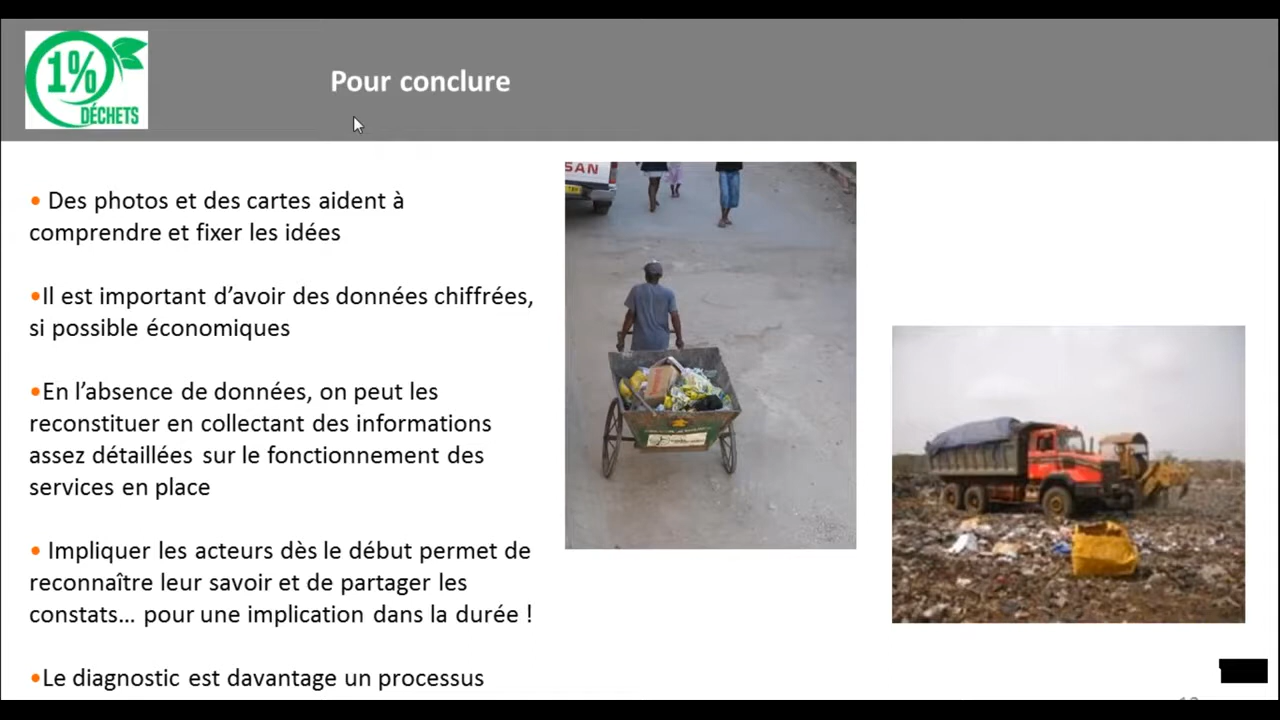 1%
DÉCHETS
Pour conclure
• Des photos et des cartes aident à
comprendre et fixer les idées
•Il est important d’avoir des données chiffrées,
si possible économiques
•En l’absence de données, on peut les
reconstituer en collectant des informations
assez détaillées sur le fonctionnement des
services en place
• Impliquer les acteurs dès le début permet de
reconnaître leur savoir et de partager les
constats… pour une implication dans la durée !
•Le diagnostic est davantage un processus
SAN